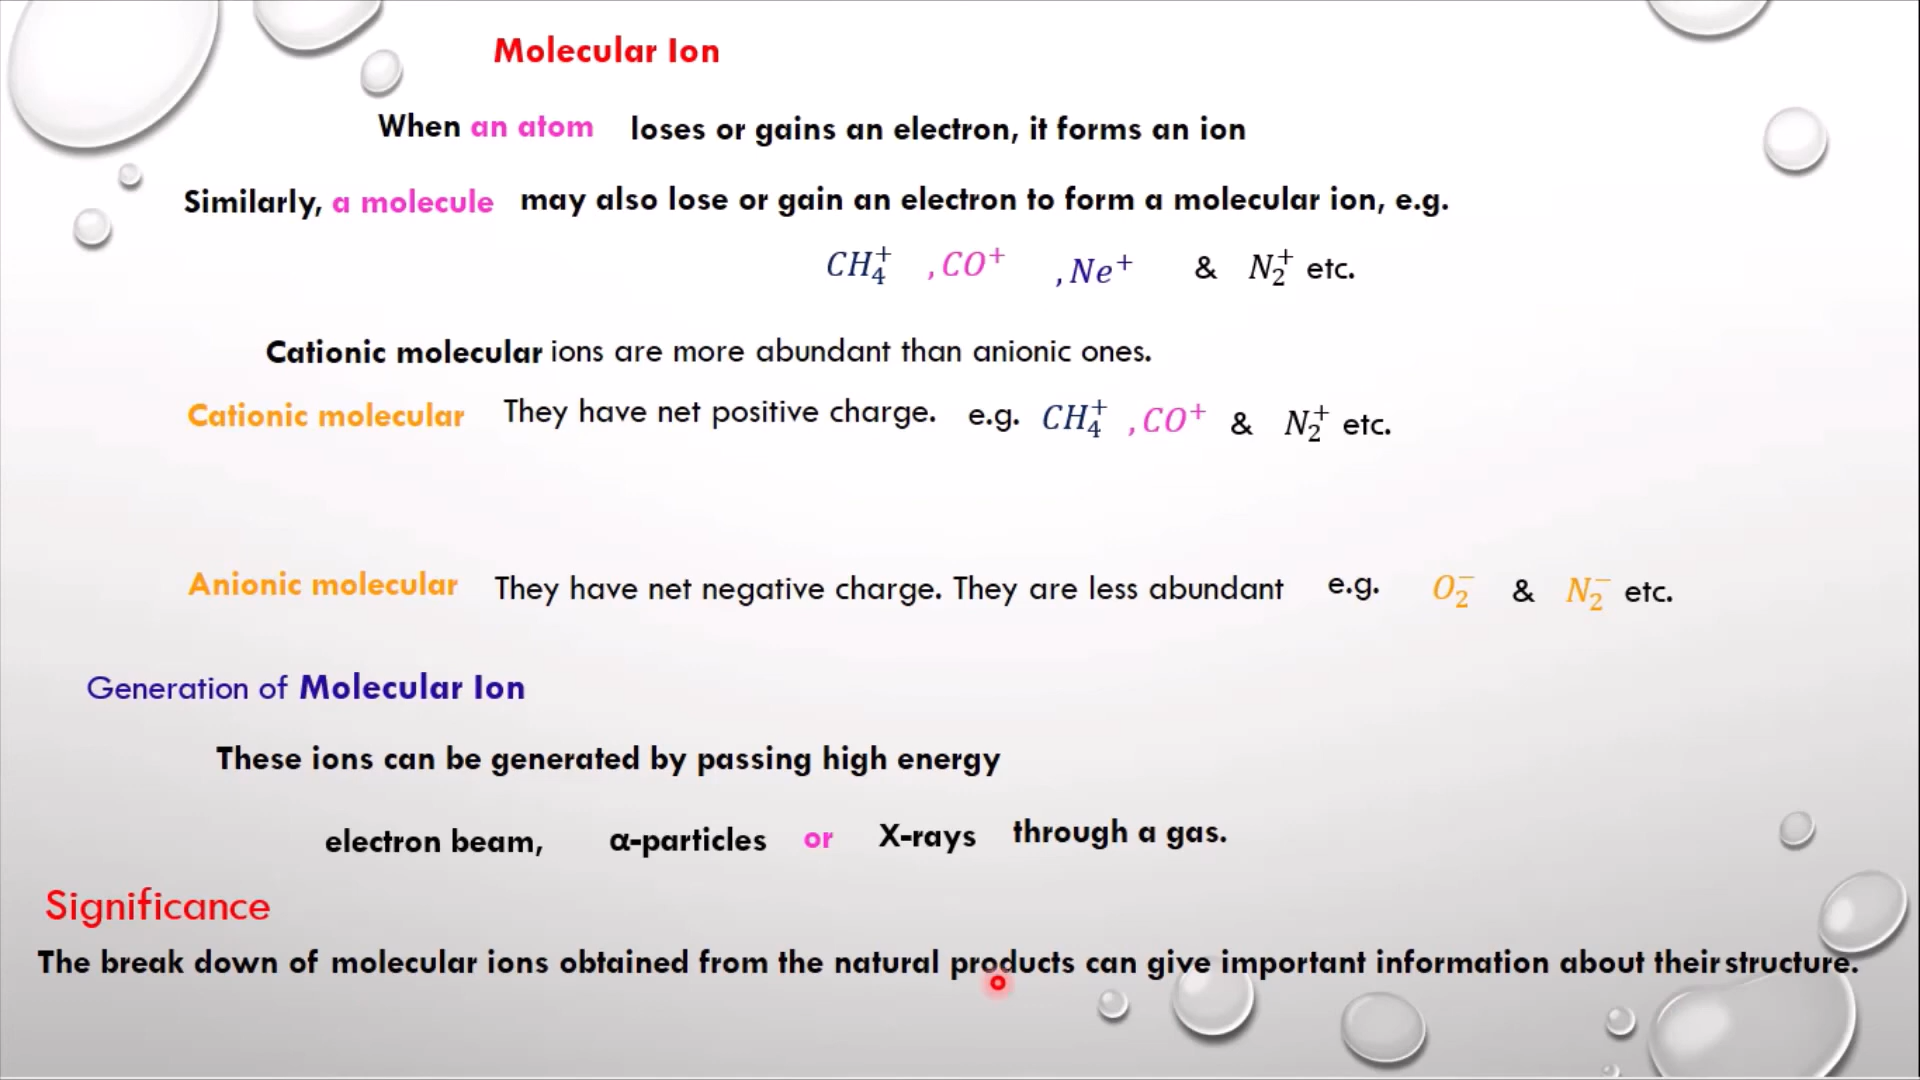 Molecular Ion
When an atom loses or gains an electron, it forms an ion
Similarly, a molecule may also lose or gain an electron to form a molecular ion, e.g.
CH₄⁺ , CO⁺ , Ne⁺ & N₂⁺ etc.
Cationic molecular ions are more abundant than anionic ones.
Cationic molecular They have net positive charge. e.g. CH₄⁺ , CO⁺ & N₂⁺ etc.
Anionic molecular They have net negative charge. They are less abundant e.g. O₂⁻ & N₂⁻ etc.
Generation of Molecular Ion
These ions can be generated by passing high energy
electron beam, α-particles or X-rays through a gas.
Significance
The break down of molecular ions obtained from the natural products can give important information about their structure.